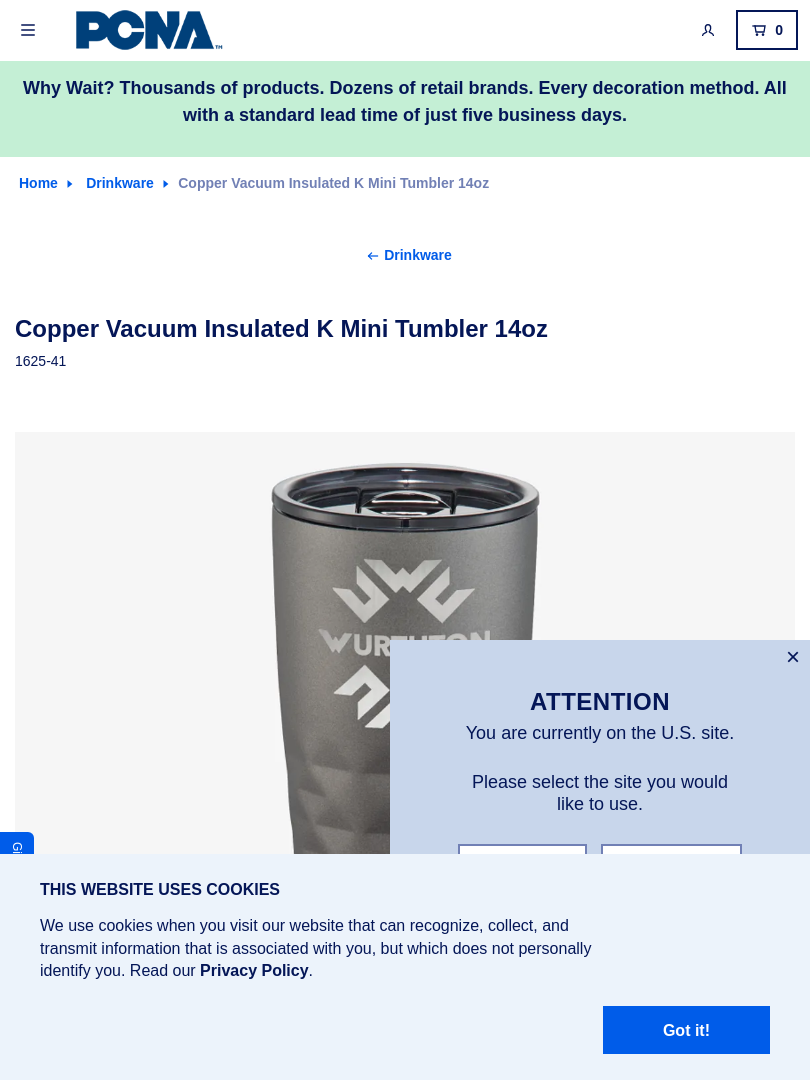 PCNA™
0
Why Wait? Thousands of products. Dozens of retail brands. Every decoration method. All
with a standard lead time of just five business days.
Home
Drinkware
Copper Vacuum Insulated K Mini Tumbler 14oz
Drinkware
Copper Vacuum Insulated K Mini Tumbler 14oz
1625-41
ATTENTION
You are currently on the U.S. site.
Please select the site you would
like to use.
THIS WEBSITE USES COOKIES
We use cookies when you visit our website that can recognize, collect, and
transmit information that is associated with you, but which does not personally
identify you. Read our Privacy Policy.
Got it!